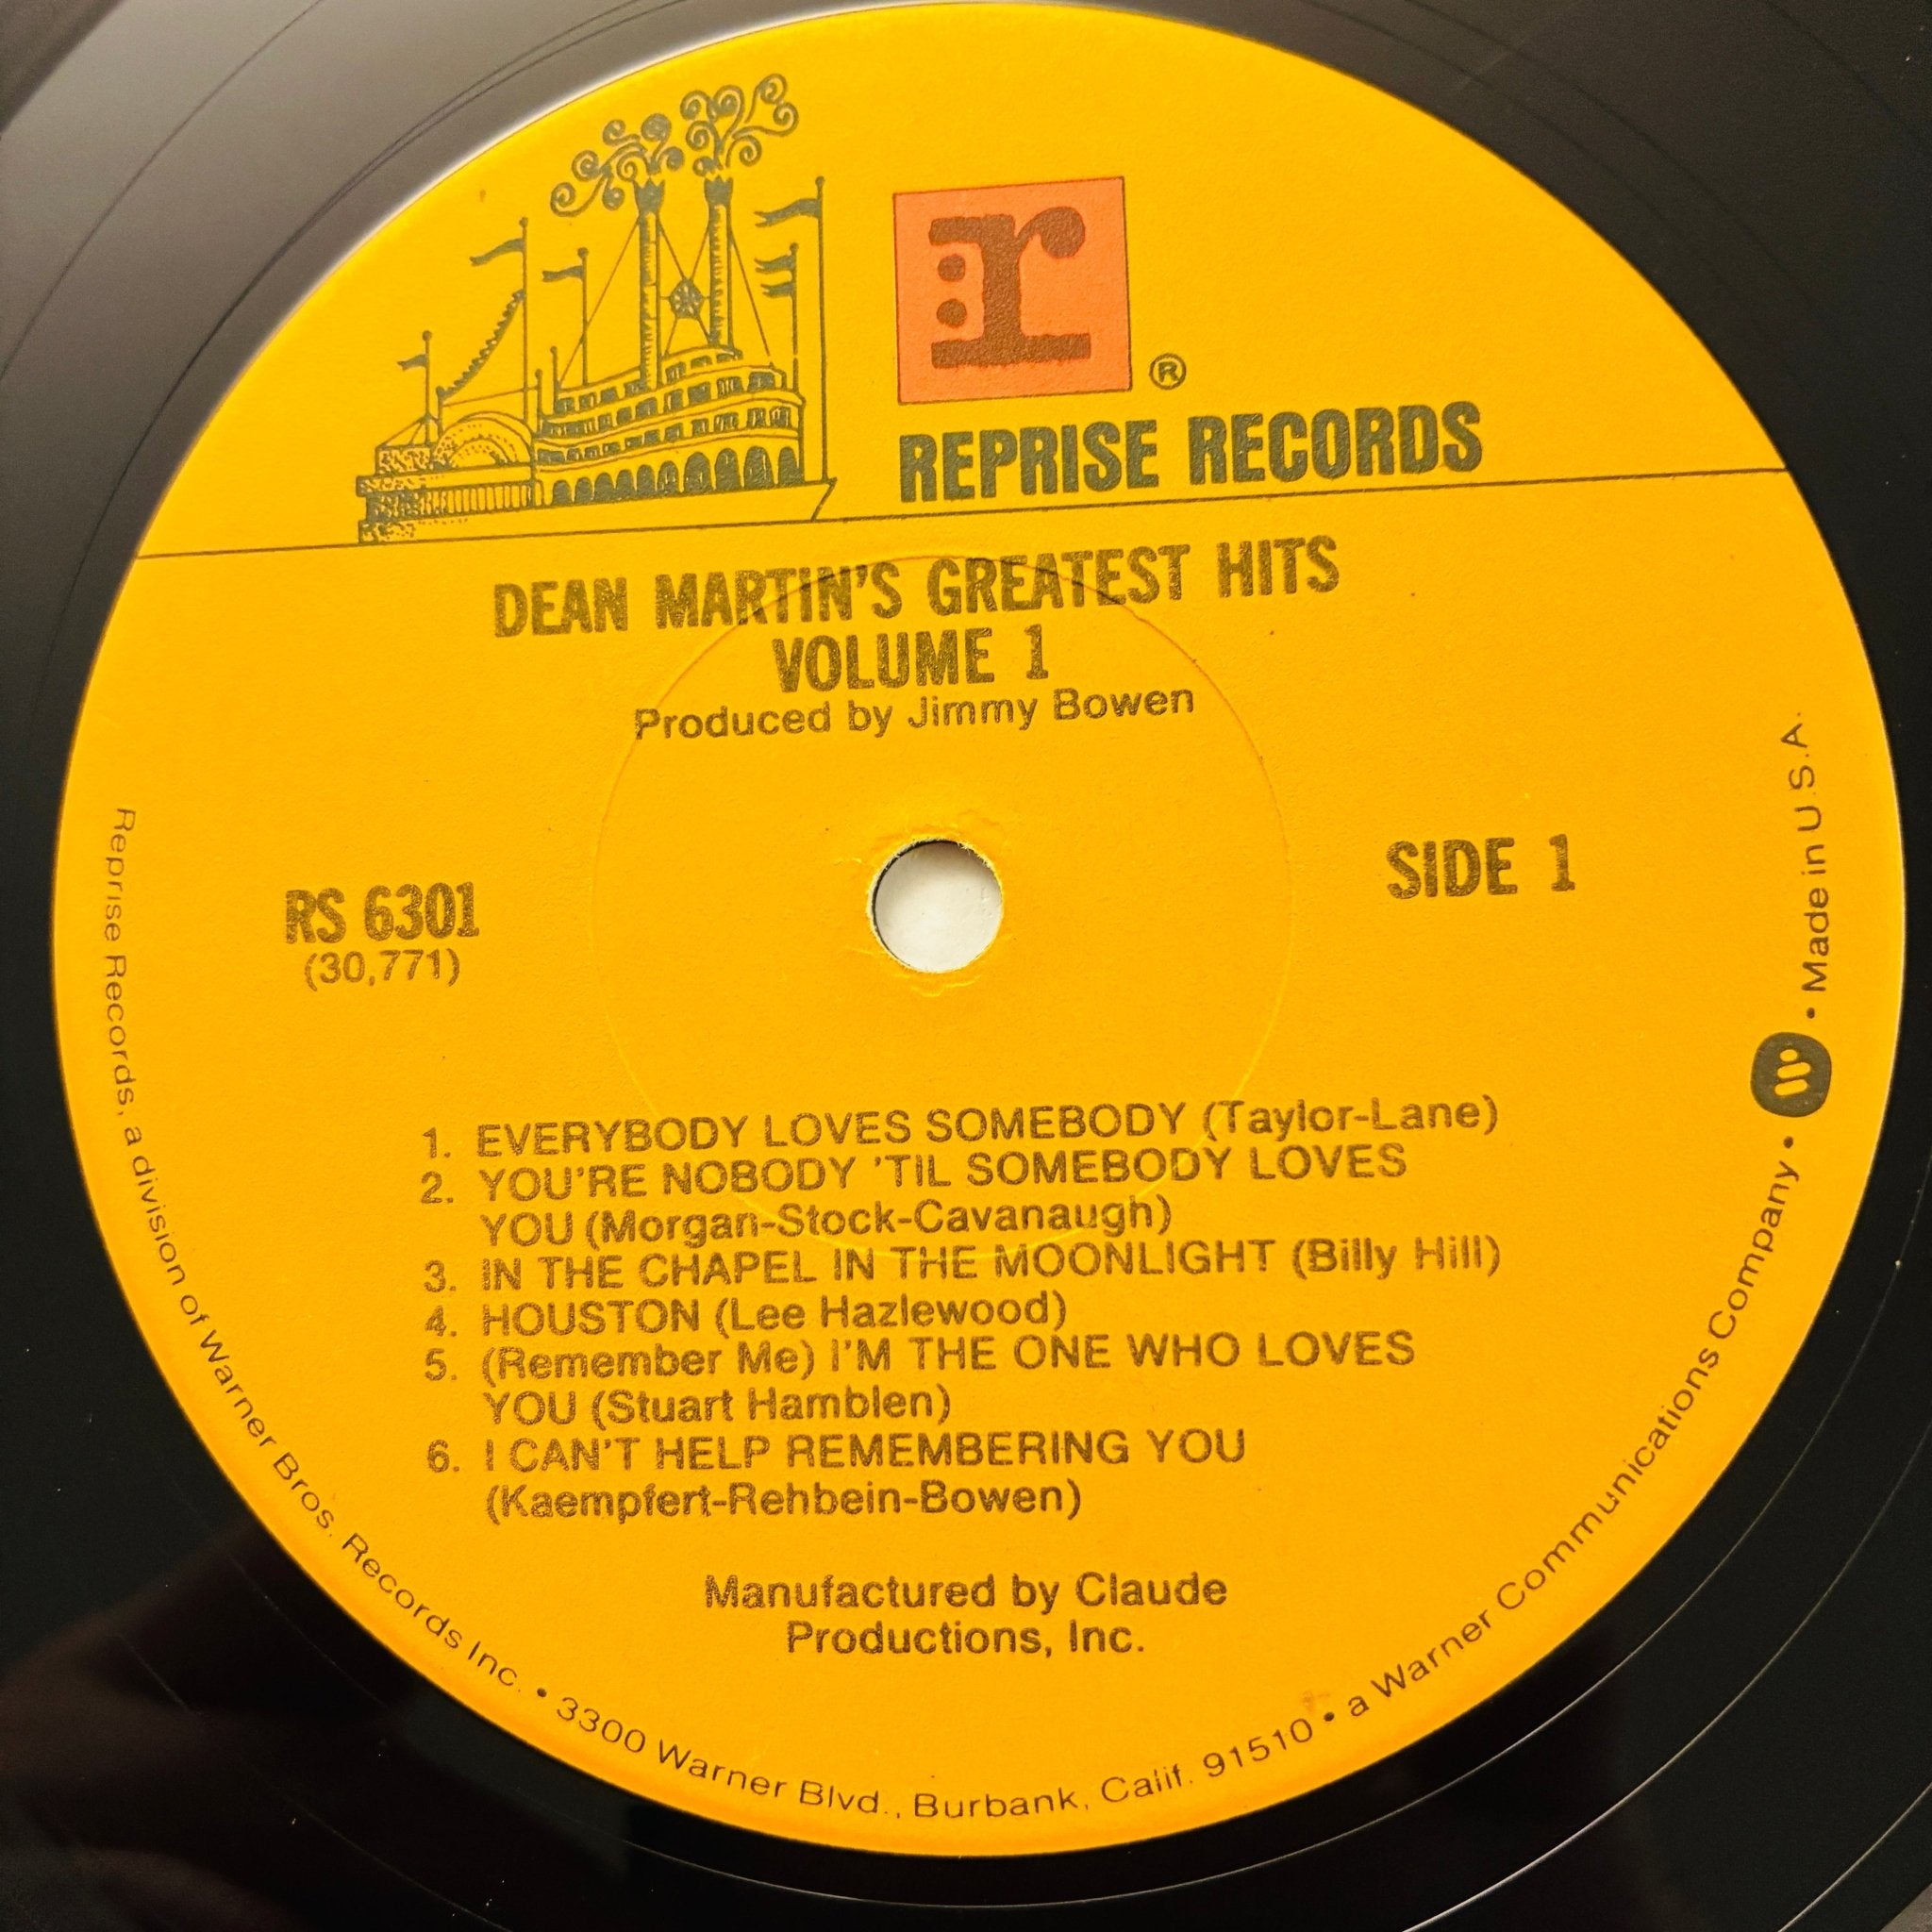 r
®
REPRISE RECORDS
DEAN MARTIN'S GREATEST HITS
VOLUME 1
Produced by Jimmy Bowen
RS 6301
(30,771)
SIDE 1
1. EVERYBODY LOVES SOMEBODY (Taylor-Lane)
2. YOU'RE NOBODY 'TIL SOMEBODY LOVES
YOU (Morgan-Stock-Cavanaugh)
3. IN THE CHAPEL IN THE MOONLIGHT (Billy Hill)
4. HOUSTON (Lee Hazlewood)
5. (Remember Me) I'M THE ONE WHO LOVES
YOU (Stuart Hamblen)
6. I CAN'T HELP REMEMBERING YOU
(Kaempfert-Rehbein-Bowen)
Manufactured by Claude
Productions, Inc.
Reprise Records, a division of Warner Bros. Records Inc. • 3300 Warner Blvd., Burbank, Calif. 91510 • a Warner Communications Company • W • Made in U.S.A.